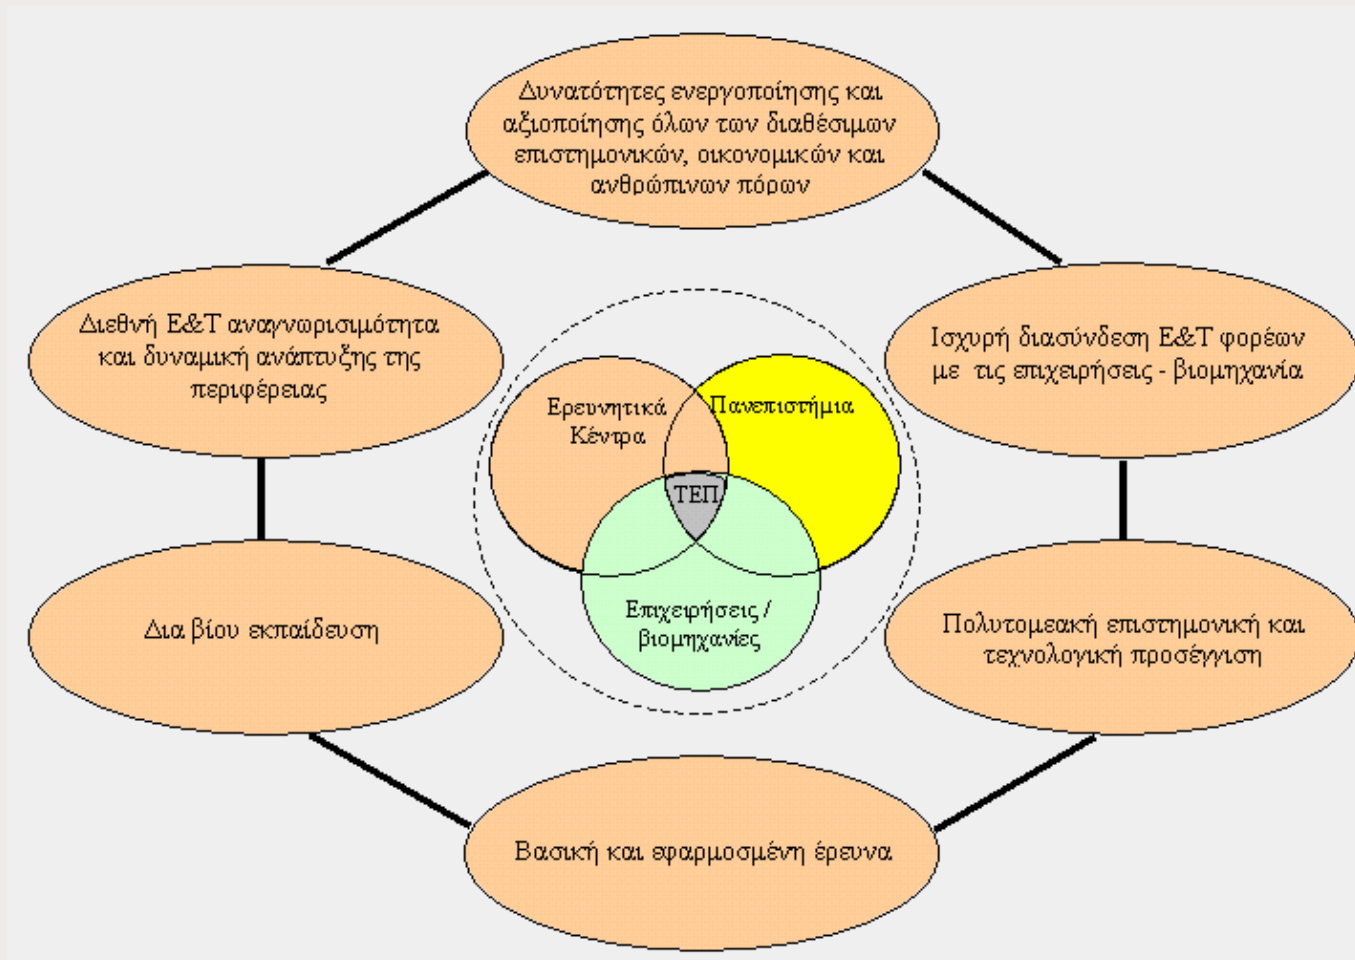 Δυνατότητες ενεργοποίησης και
αξιοποίησης όλων των διαθέσιμων
επιστημονικών, οικονομικών και
ανθρώπινων πόρων
Διεθνή Ε&Τ αναγνωρισιμότητα
και δυναμική ανάπτυξης της
περιφέρειας
Ισχυρή διασύνδεση Ε&Τ φορέων
με τις επιχειρήσεις - βιομηχανία
Ερευνητικά
Κέντρα
Πανεπιστήμια
ΤΕΠ
Επιχειρήσεις /
βιομηχανίες
Δια βίου εκπαίδευση
Πολυτομεακή επιστημονική και
τεχνολογική προσέγγιση
Βασική και εφαρμοσμένη έρευνα